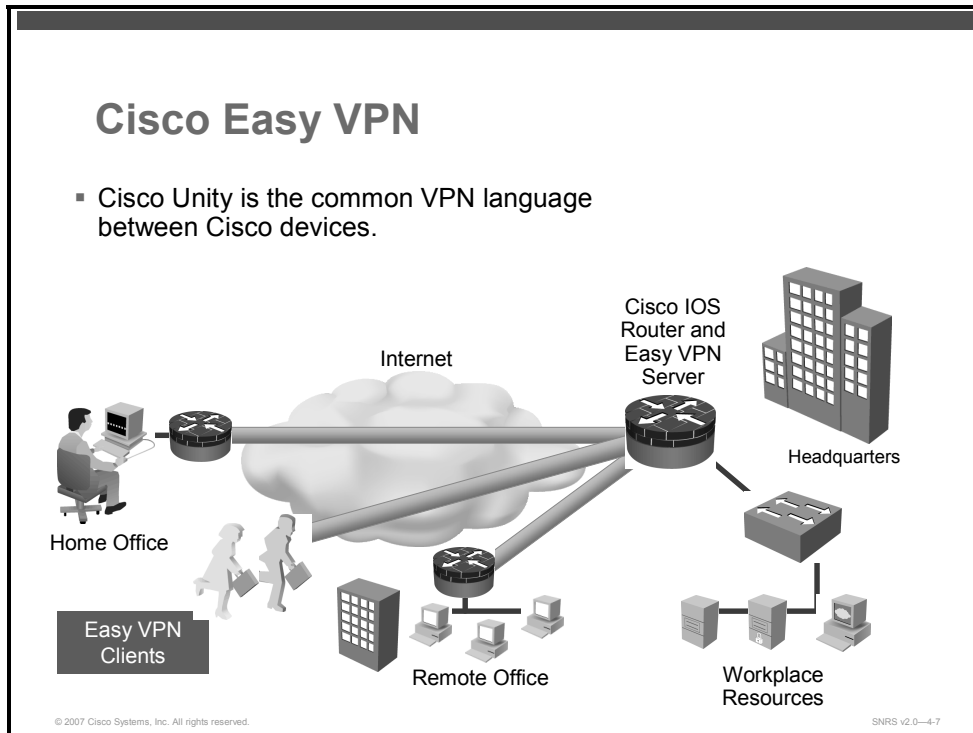 Cisco Easy VPN
▪ Cisco Unity is the common VPN language
between Cisco devices.
Cisco IOS
Router and
Easy VPN
Server
Internet
Headquarters
Home Office
Easy VPN
Clients
Remote Office
Workplace
Resources
© 2007 Cisco Systems, Inc. All rights reserved.
SNRS v2.0—4-7